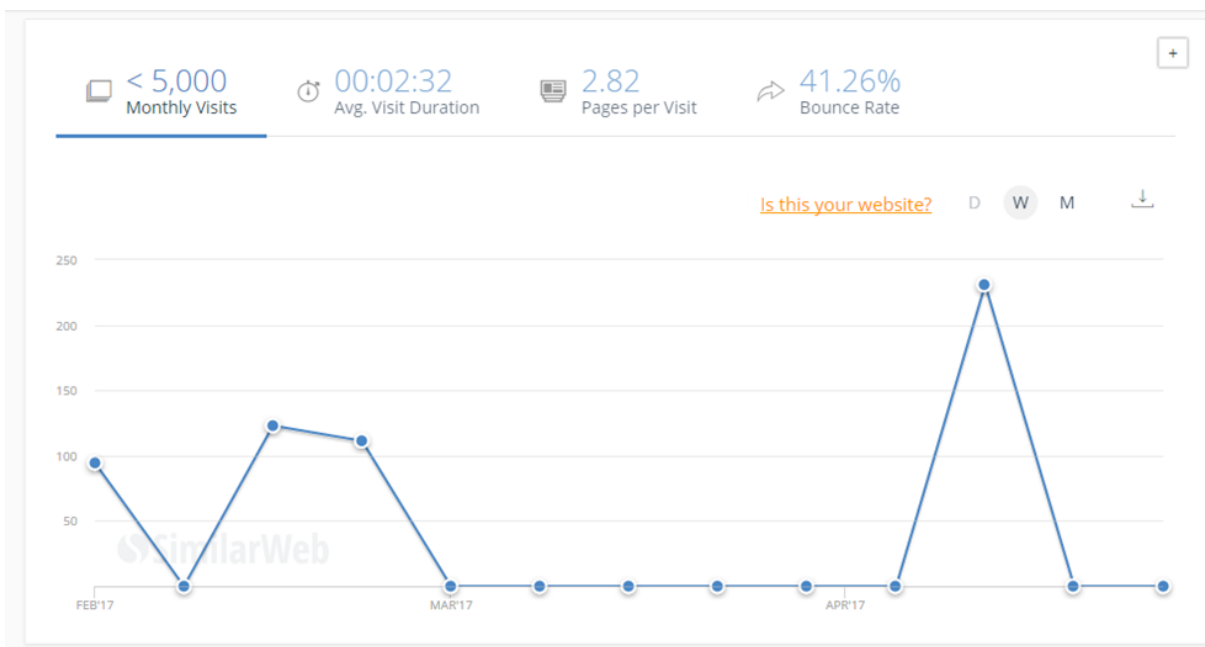 < 5,000
Monthly Visits
00:02:32
Avg. Visit Duration
2.82
Pages per Visit
41.26%
Bounce Rate
+
Is this your website?
D W M
250
200
150
100
50
SimilarWeb
FEB'17 MAR'17 APR'17